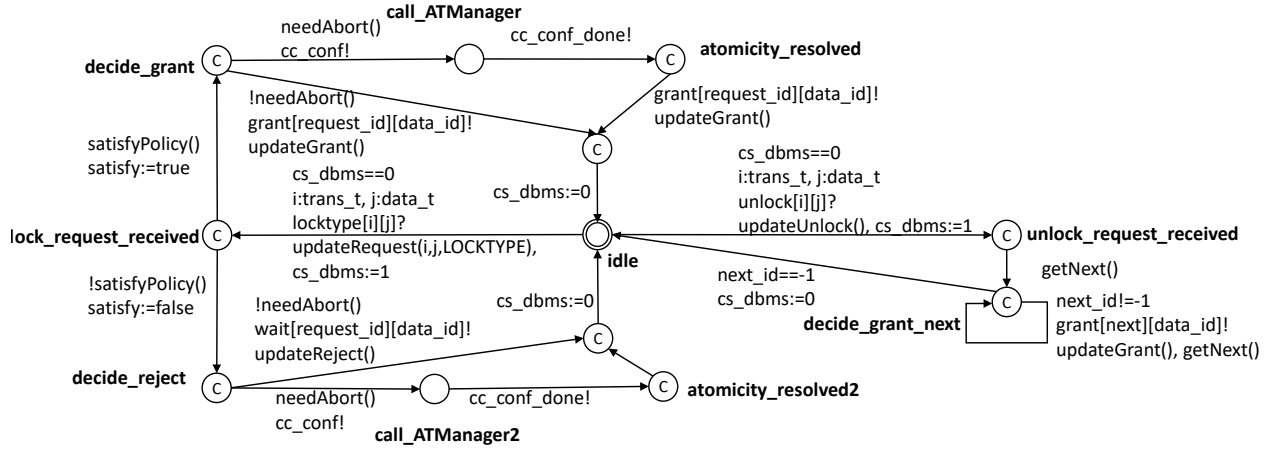 call_ATManager
needAbort()
cc_conf!
cc_conf_done!
atomicity_resolved
C
C
decide_grant
!needAbort()
grant[request_id][data_id]!
updateGrant()
grant[request_id][data_id]!
updateGrant()
satisfyPolicy()
satisfy:=true
C
cs_dbms==0
i:trans_t, j:data_t
locktype[i][j]?
updateRequest(i,j,LOCKTYPE),
cs_dbms:=1
cs_dbms:=0
cs_dbms==0
i:trans_t, j:data_t
unlock[i][j]?
updateUnlock(), cs_dbms:=1
lock_request_received
C
idle
C
unlock_request_received
!satisfyPolicy()
satisfy:=false
!needAbort()
wait[request_id][data_id]!
updateReject()
cs_dbms:=0
next_id==-1
cs_dbms:=0
getNext()
C
decide_grant_next
next_id!=-1
grant[next][data_id]!
updateGrant(), getNext()
C
decide_reject
C
needAbort()
cc_conf!
cc_conf_done!
C
atomicity_resolved2
call_ATManager2